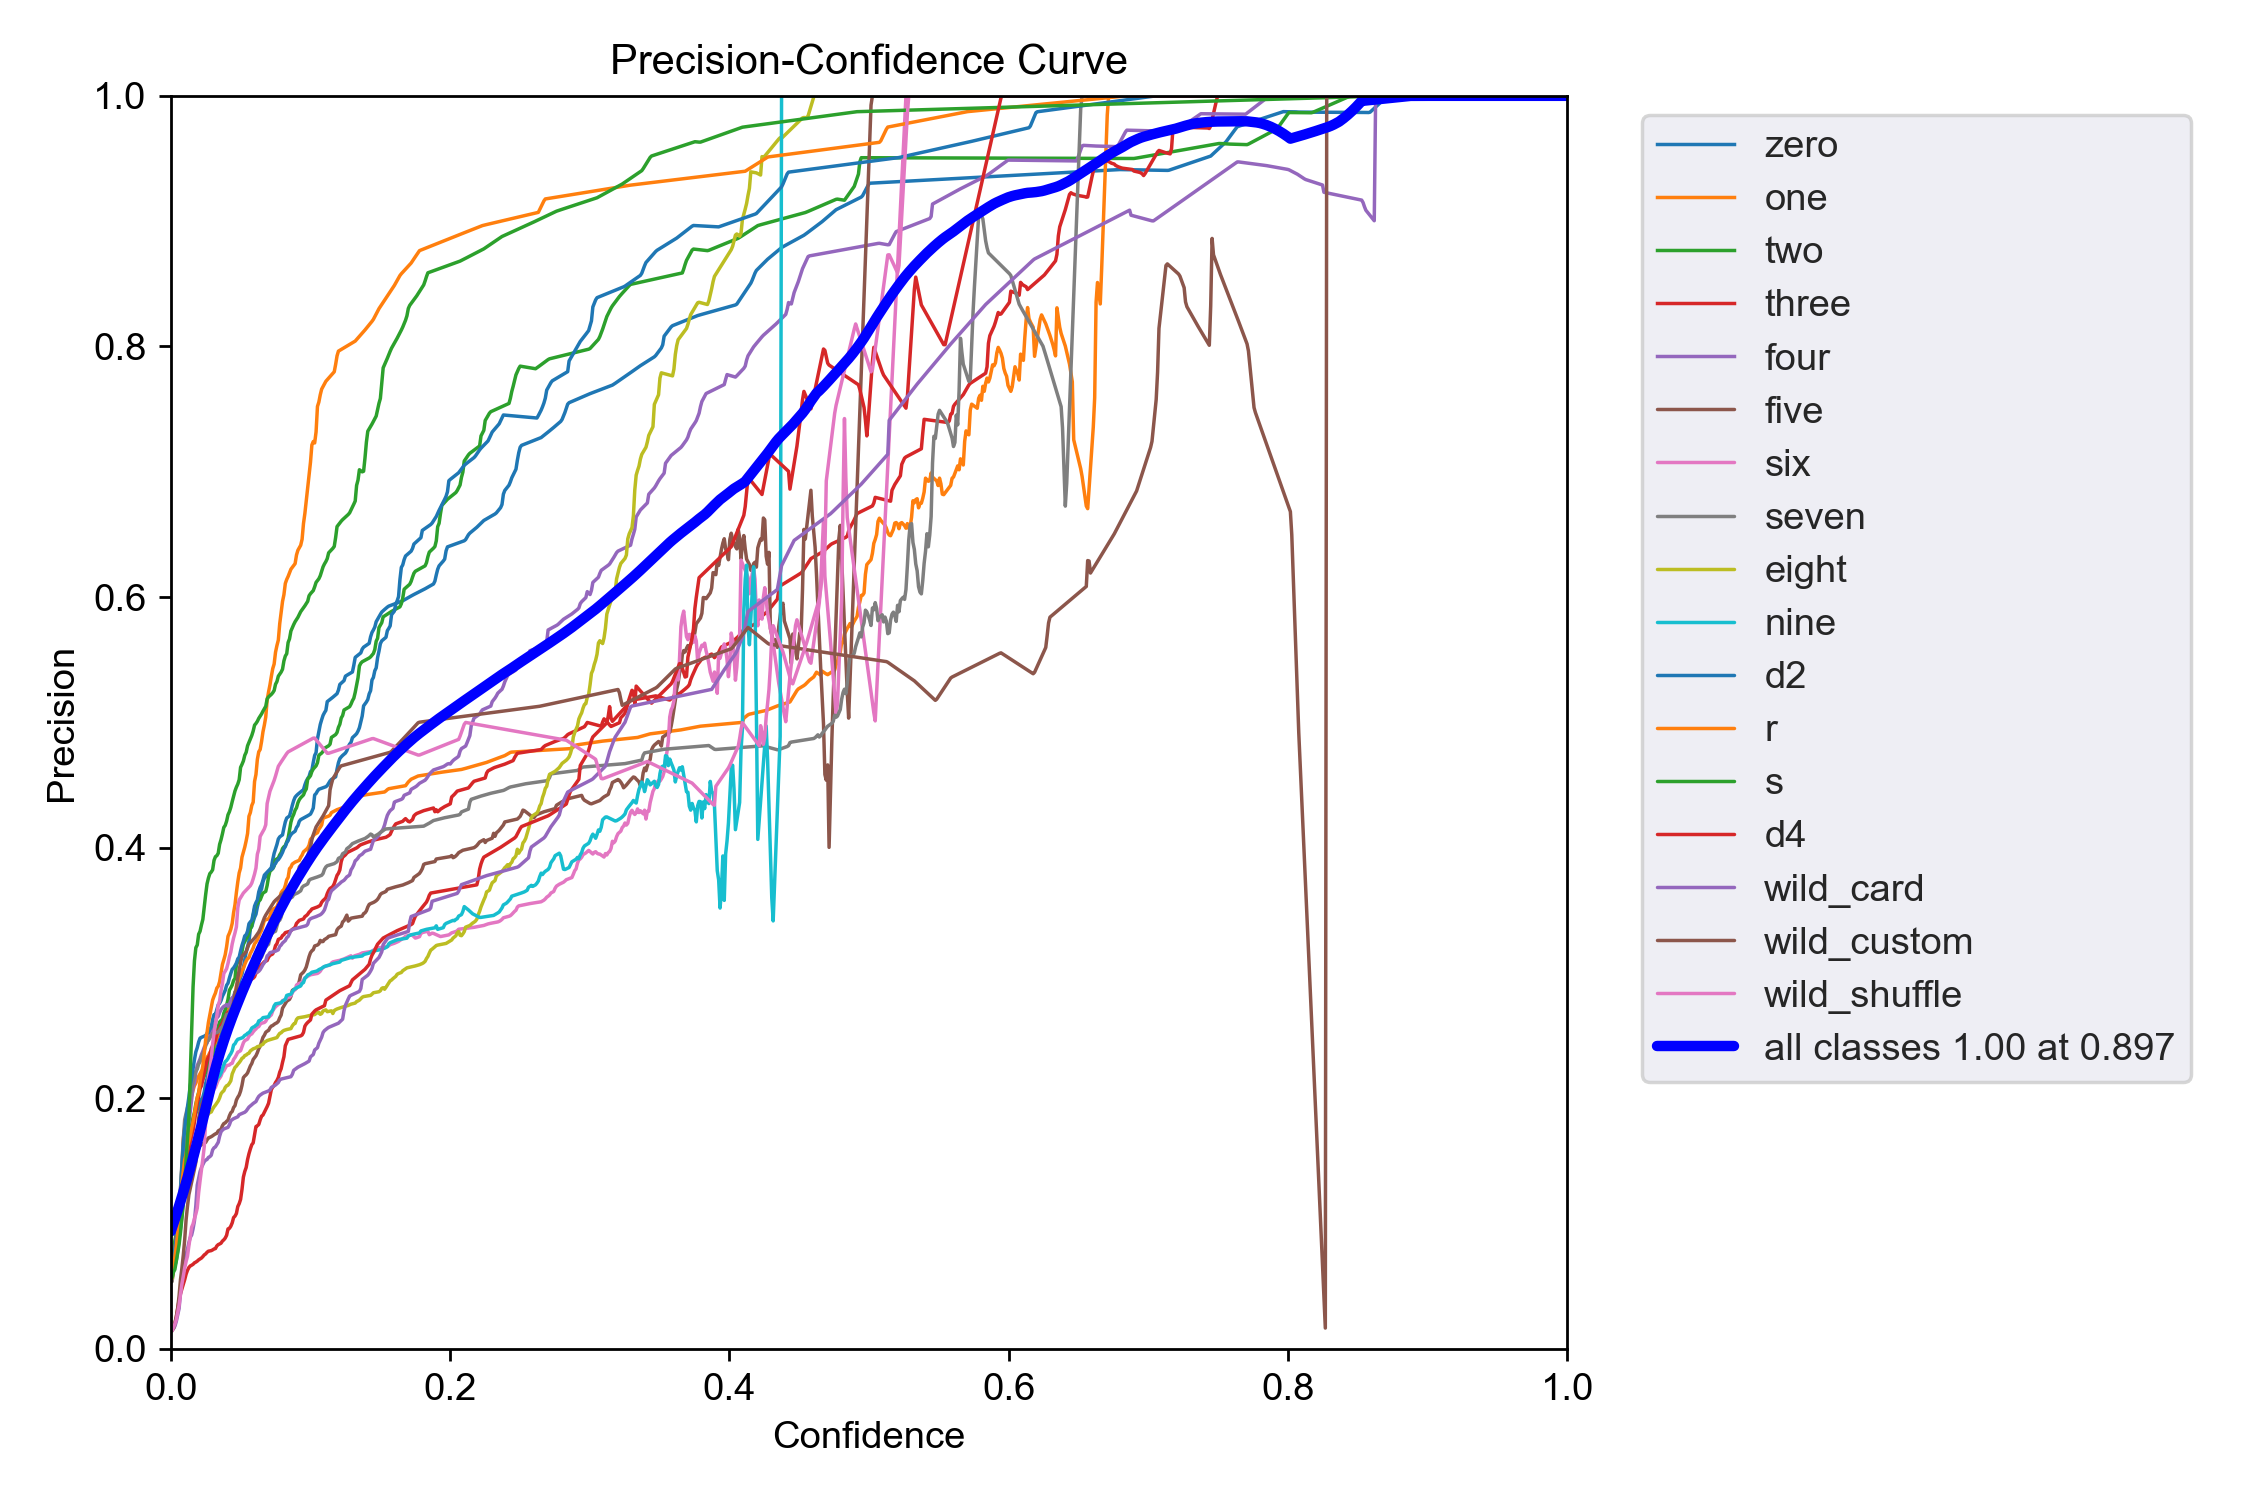 Precision-Confidence Curve
1.0
0.8
0.6
0.4
0.2
0.0
Precision
0.0 0.2 0.4 0.6 0.8 1.0
Confidence
zero
one
two
three
four
five
six
seven
eight
nine
d2
r
s
d4
wild_card
wild_custom
wild_shuffle
all classes 1.00 at 0.897